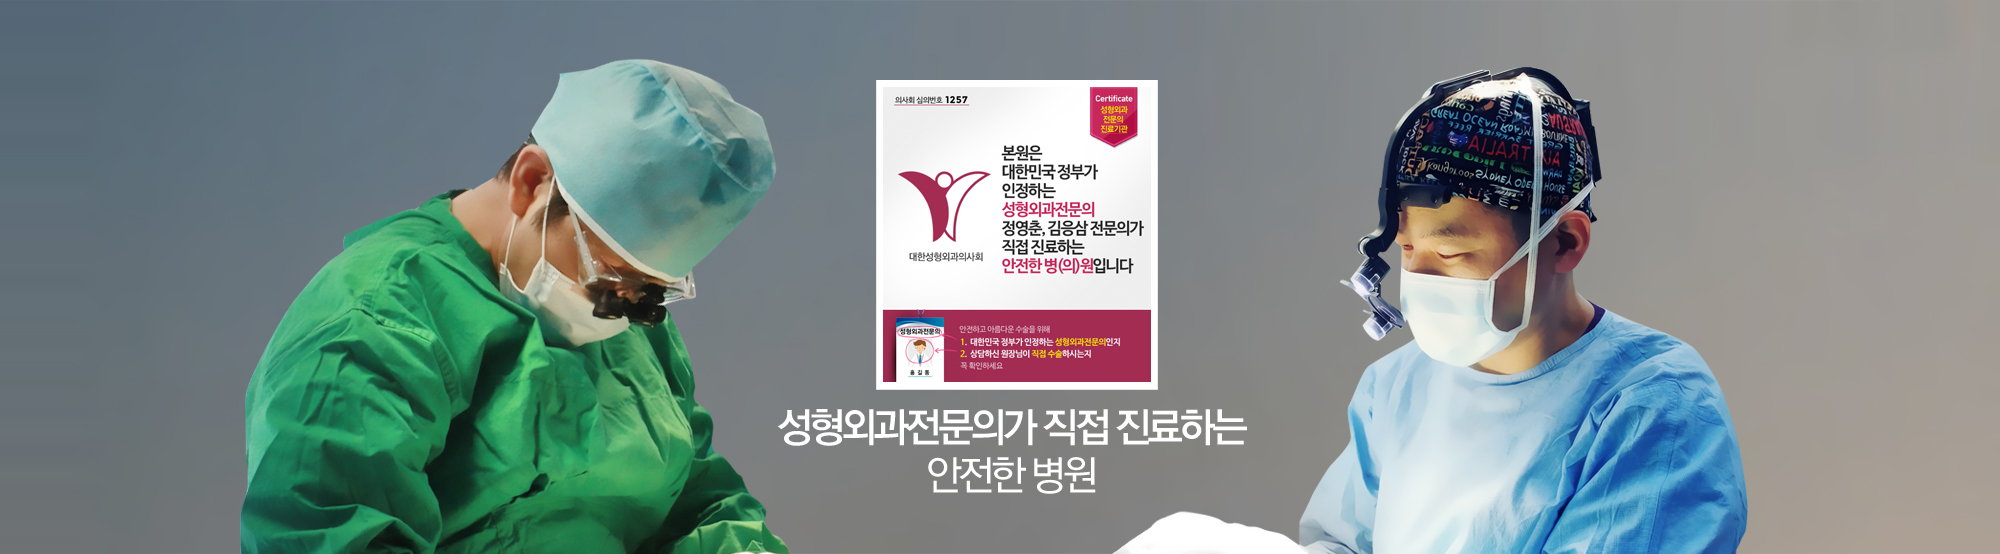 의사회 심의번호 1257
Certificate
성형외과
전문의
진료기관
본원은
대한민국 정부가
인정하는
성형외과전문의
정영춘, 김응삼 전문의가
직접 진료하는
안전한 병(의)원입니다
대한성형외과의사회
성형외과전문의
홍 길 동
안전하고 아름다운 수술을 위해
1. 대한민국 정부가 인정하는 성형외과전문의인지
2. 상담하신 원장님이 직접 수술하시는지
꼭 확인하세요
성형외과전문의가 직접 진료하는
안전한 병원
AUSTRALIA